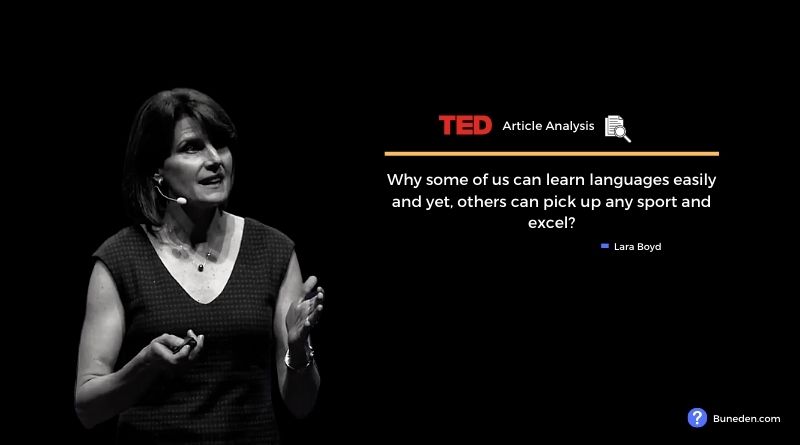 TED Article Analysis
Why some of us can learn languages easily
and yet, others can pick up any sport and
excel?
Lara Boyd
? Buneden.com